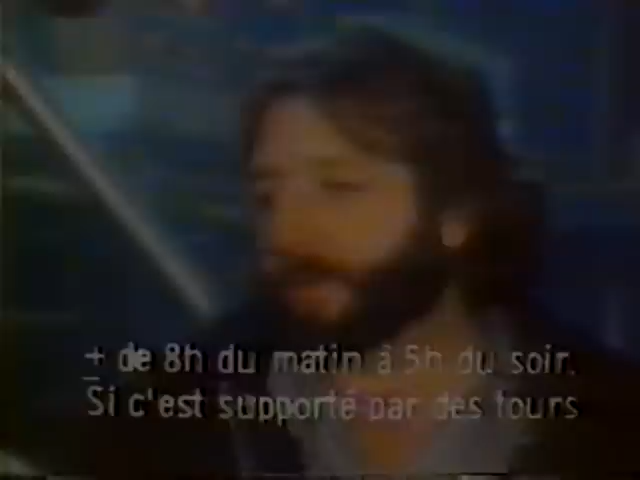 ± de 8h du matin à 5h du soir.
Si c'est supporté par des tours